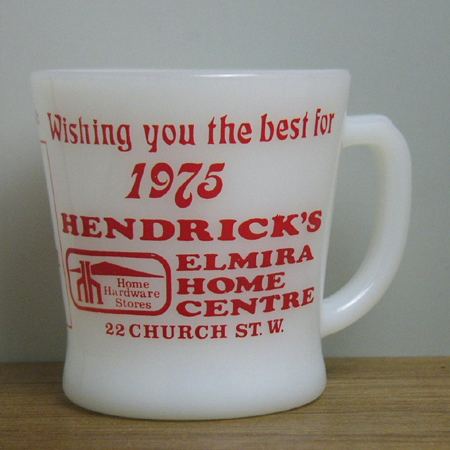 Wishing you the best for
1975
HENDRICK'S
Home
Hardware
Stores
ELMIRA
HOME
CENTRE
22 CHURCH ST. W.